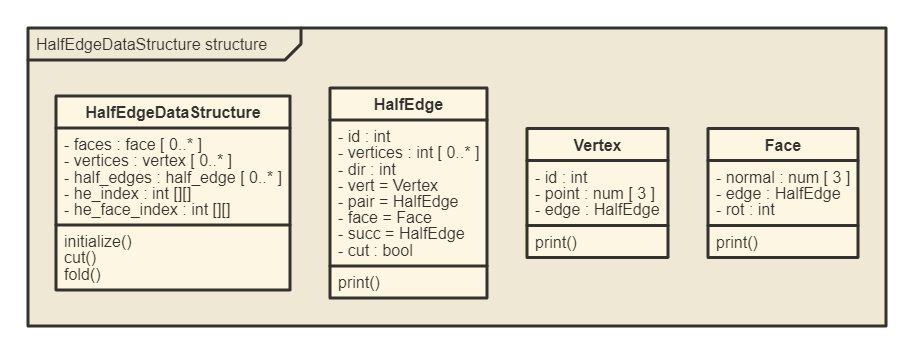 HalfEdgeDataStructure structure
HalfEdgeDataStructure
- faces : face [ 0..* ]
- vertices : vertex [ 0..* ]
- half_edges : half_edge [ 0..* ]
- he_index : int [][]
- he_face_index : int [][]
initialize()
cut()
fold()
HalfEdge
- id : int
- vertices : int [ 0..* ]
- dir : int
- vert = Vertex
- pair = HalfEdge
- face = Face
- succ = HalfEdge
- cut : bool
print()
Vertex
- id : int
- point : num [ 3 ]
- edge : HalfEdge
print()
Face
- normal : num [ 3 ]
- edge : HalfEdge
- rot : int
print()